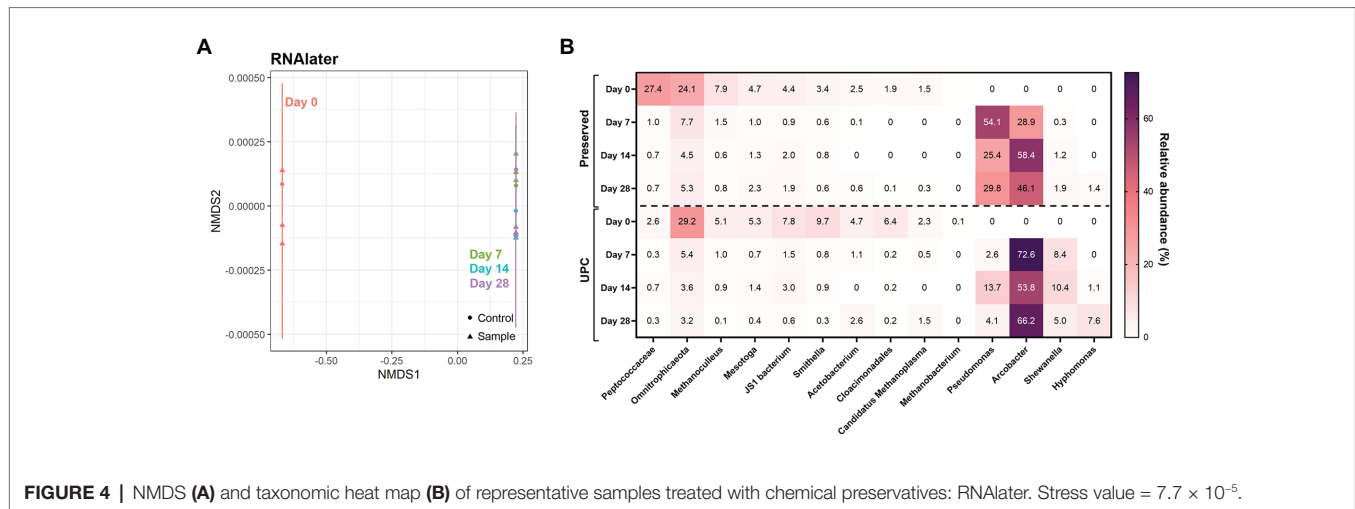 A
RNAlater
0.00050
0.00025
0.00000
-0.00025
-0.00050
NMDS2
Day 0
Day 7
Day 14
Day 28
Control
Sample
-0.50
-0.25
0.00
0.25
NMDS1
B
Preserved
Day 0 27.4 24.1 7.9 4.7 4.4 3.4 2.5 1.9 1.5 0 0 0 0
Day 7 1.0 7.7 1.5 1.0 0.9 0.6 0.1 0 0 0 54.1 28.9 0.3 0
Day 14 0.7 4.5 0.6 1.3 2.0 0.8 0 0 0 0 25.4 58.4 1.2 0
Day 28 0.7 5.3 0.8 2.3 1.9 0.6 0.6 0.1 0.3 0 29.8 46.1 1.9 1.4
UPC
Day 0 2.6 29.2 5.1 5.3 7.8 9.7 4.7 6.4 2.3 0.1 0 0 0 0
Day 7 0.3 5.4 1.0 0.7 1.5 0.8 1.1 0.2 0.5 0 2.6 72.6 8.4 0
Day 14 0.7 3.6 0.9 1.4 3.0 0.9 0 0.2 0 0 13.7 53.8 10.4 1.1
Day 28 0.3 3.2 0.1 0.4 0.6 0.3 2.6 0.2 1.5 0 4.1 66.2 5.0 7.6
Peptococcaceae
Omnitrophicaeota
Methanoculleus
Mesotoga
JS1 bacterium
Smithella
Acetobacterium
Cloacimonadales
Candidatus Methanoplasma
Methanobacterium
Pseudomonas
Arcobacter
Shewanella
Hyphomonas
60
40
20
0
Relative abundance (%)
FIGURE 4 | NMDS (A) and taxonomic heat map (B) of representative samples treated with chemical preservatives: RNAlater. Stress value = 7.7 × 10⁻⁵.